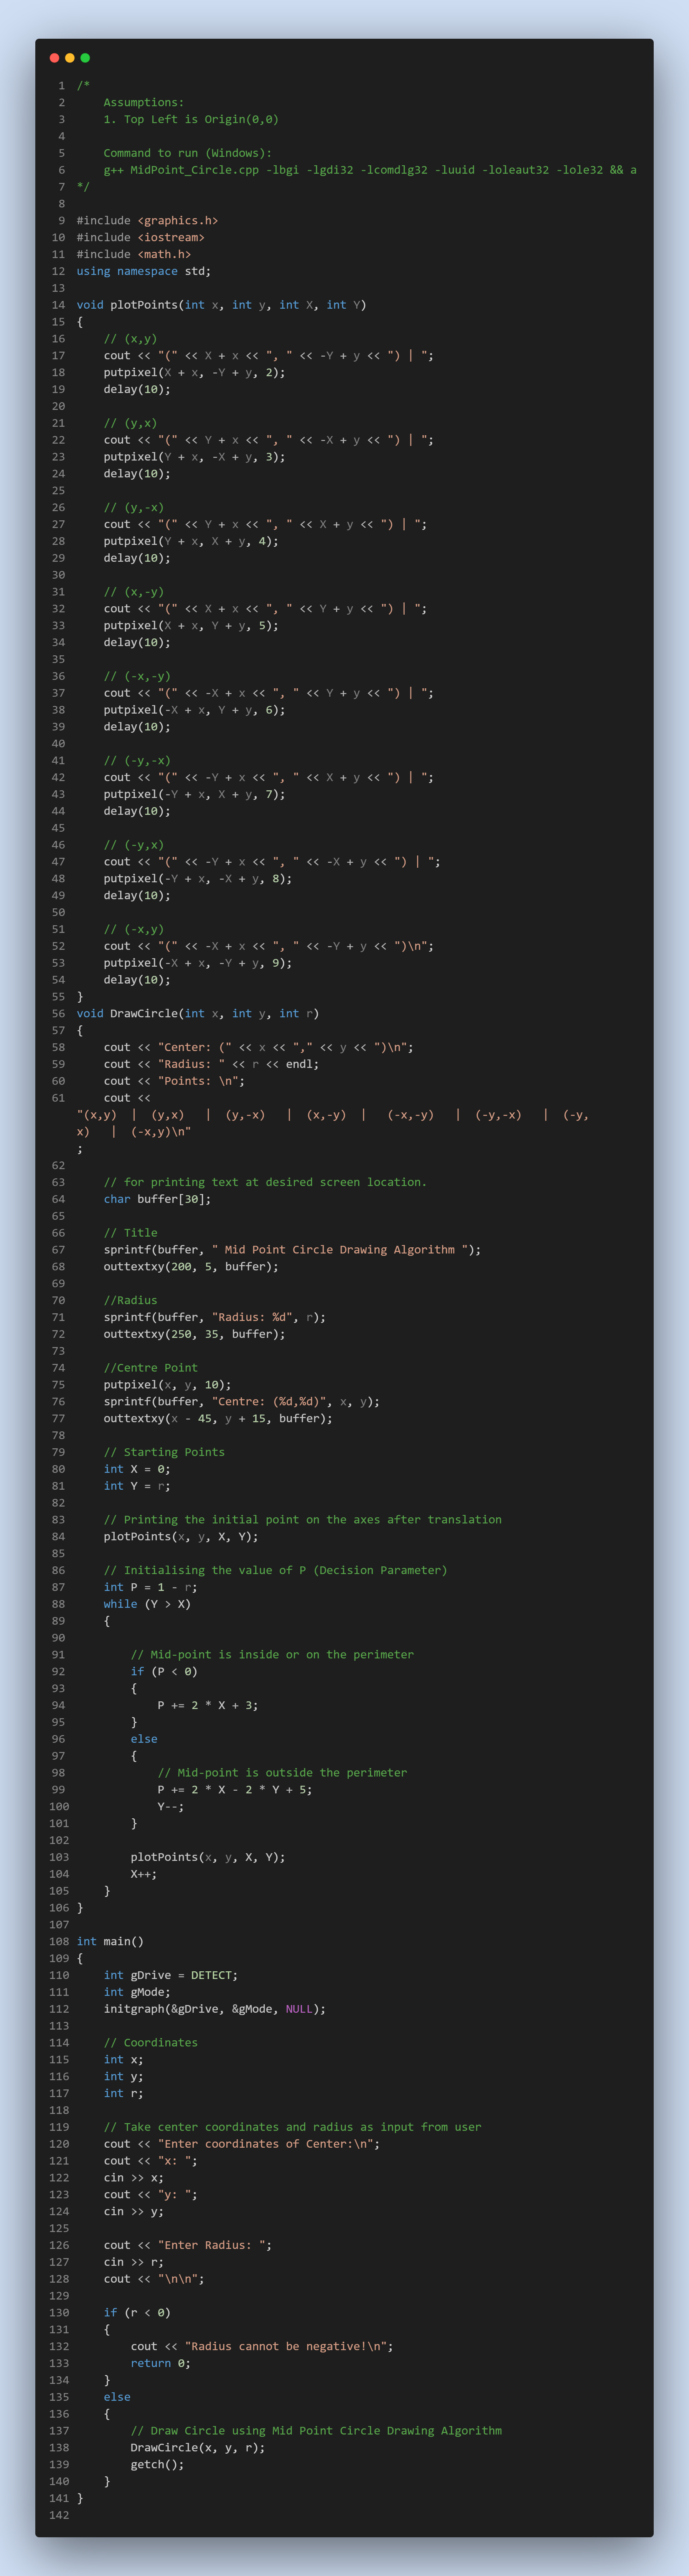 1 /*
2     Assumptions:
3     1. Top Left is Origin(0,0)
4
5     Command to run (Windows):
6     g++ MidPoint_Circle.cpp -lbgi -lgdi32 -lcomdlg32 -luuid -loleaut32 -lole32 && a
7 */
8
9 #include <graphics.h>
10 #include <iostream>
11 #include <math.h>
12 using namespace std;
13
14 void plotPoints(int x, int y, int X, int Y)
15 {
16     // (x,y)
17     cout << "(" << X + x << ", " << -Y + y << ") | ";
18     putpixel(X + x, -Y + y, 2);
19     delay(10);
20
21     // (y,x)
22     cout << "(" << Y + x << ", " << -X + y << ") | ";
23     putpixel(Y + x, -X + y, 3);
24     delay(10);
25
26     // (y,-x)
27     cout << "(" << Y + x << ", " << X + y << ") | ";
28     putpixel(Y + x, X + y, 4);
29     delay(10);
30
31     // (x,-y)
32     cout << "(" << X + x << ", " << Y + y << ") | ";
33     putpixel(X + x, Y + y, 5);
34     delay(10);
35
36     // (-x,-y)
37     cout << "(" << -X + x << ", " << Y + y << ") | ";
38     putpixel(-X + x, Y + y, 6);
39     delay(10);
40
41     // (-y,-x)
42     cout << "(" << -Y + x << ", " << X + y << ") | ";
43     putpixel(-Y + x, X + y, 7);
44     delay(10);
45
46     // (-y,x)
47     cout << "(" << -Y + x << ", " << -X + y << ") | ";
48     putpixel(-Y + x, -X + y, 8);
49     delay(10);
50
51     // (-x,y)
52     cout << "(" << -X + x << ", " << -Y + y << ")\n";
53     putpixel(-X + x, -Y + y, 9);
54     delay(10);
55 }
56 void DrawCircle(int x, int y, int r)
57 {
58     cout << "Center: (" << x << "," << y << ")\n";
59     cout << "Radius: " << r << endl;
60     cout << "Points: \n";
61     cout <<
"(x,y)  |  (y,x)   |  (y,-x)   |  (x,-y)  |   (-x,-y)   |  (-y,-x)   |  (-y,
x)   |  (-x,y)\n"
;
62
63     // for printing text at desired screen location.
64     char buffer[30];
65
66     // Title
67     sprintf(buffer, " Mid Point Circle Drawing Algorithm ");
68     outtextxy(200, 5, buffer);
69
70     //Radius
71     sprintf(buffer, "Radius: %d", r);
72     outtextxy(250, 35, buffer);
73
74     //Centre Point
75     putpixel(x, y, 10);
76     sprintf(buffer, "Centre: (%d,%d)", x, y);
77     outtextxy(x - 45, y + 15, buffer);
78
79     // Starting Points
80     int X = 0;
81     int Y = r;
82
83     // Printing the initial point on the axes after translation
84     plotPoints(x, y, X, Y);
85
86     // Initialising the value of P (Decision Parameter)
87     int P = 1 - r;
88     while (Y > X)
89     {
90
91         // Mid-point is inside or on the perimeter
92         if (P < 0)
93         {
94             P += 2 * X + 3;
95         }
96         else
97         {
98             // Mid-point is outside the perimeter
99             P += 2 * X - 2 * Y + 5;
100             Y--;
101         }
102
103         plotPoints(x, y, X, Y);
104         X++;
105     }
106 }
107
108 int main()
109 {
110     int gDrive = DETECT;
111     int gMode;
112     initgraph(&gDrive, &gMode, NULL);
113
114     // Coordinates
115     int x;
116     int y;
117     int r;
118
119     // Take center coordinates and radius as input from user
120     cout << "Enter coordinates of Center:\n";
121     cout << "x: ";
122     cin >> x;
123     cout << "y: ";
124     cin >> y;
125
126     cout << "Enter Radius: ";
127     cin >> r;
128     cout << "\n\n";
129
130     if (r < 0)
131     {
132         cout << "Radius cannot be negative!\n";
133         return 0;
134     }
135     else
136     {
137         // Draw Circle using Mid Point Circle Drawing Algorithm
138         DrawCircle(x, y, r);
139         getch();
140     }
141 }
142